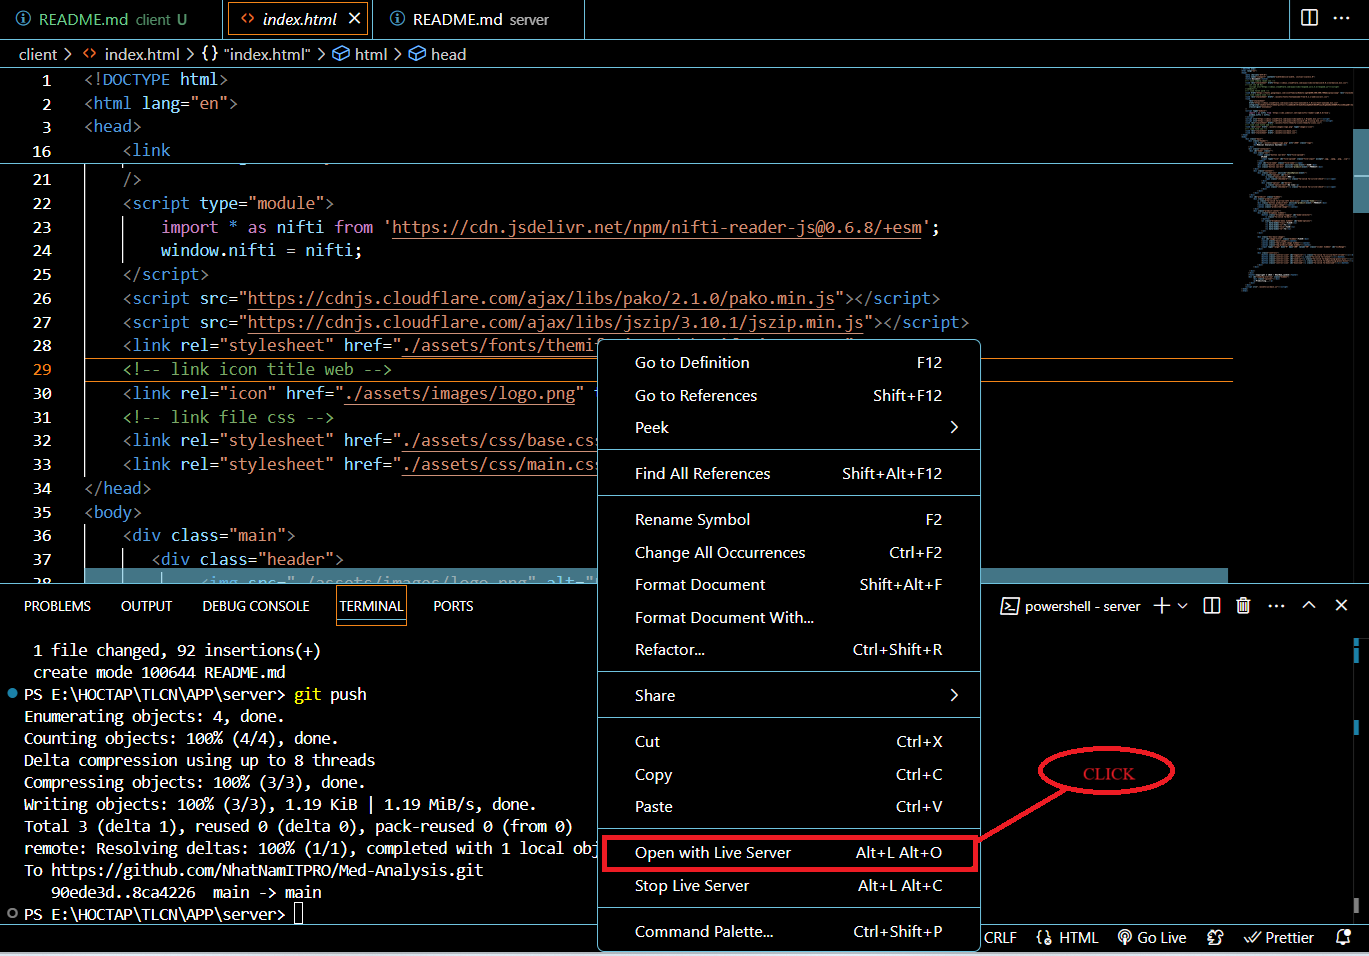 README.md client U
index.html
README.md server
client > index.html > {} "index.html" > html > head
1 <!DOCTYPE html>
2 <html lang="en">
3 <head>
16 <link
21 />
22 <script type="module">
23 import * as nifti from 'https://cdn.jsdelivr.net/npm/nifti-reader-js@0.6.8/+esm';
24 window.nifti = nifti;
25 </script>
26 <script src="https://cdnjs.cloudflare.com/ajax/libs/pako/2.1.0/pako.min.js"></script>
27 <script src="https://cdnjs.cloudflare.com/ajax/libs/jszip/3.10.1/jszip.min.js"></script>
28 <link rel="stylesheet" href="./assets/fonts/themif
29 <!-- link icon title web -->
30 <link rel="icon" href="./assets/images/logo.png"
31 <!-- link file css -->
32 <link rel="stylesheet" href="./assets/css/base.css
33 <link rel="stylesheet" href="./assets/css/main.css
34 </head>
35 <body>
36 <div class="main">
37 <div class="header">
38 <img src="./assets/images/logo.png" alt="
PROBLEMS OUTPUT DEBUG CONSOLE TERMINAL PORTS
powershell - server
1 file changed, 92 insertions(+)
create mode 100644 README.md
PS E:\HOCTAP\TLCN\APP\server> git push
Enumerating objects: 4, done.
Counting objects: 100% (4/4), done.
Delta compression using up to 8 threads
Compressing objects: 100% (3/3), done.
Writing objects: 100% (3/3), 1.19 KiB | 1.19 MiB/s, done.
Total 3 (delta 1), reused 0 (delta 0), pack-reused 0 (from 0)
remote: Resolving deltas: 100% (1/1), completed with 1 local obj
To https://github.com/NhatNamITPRO/Med-Analysis.git
90ede3d..8ca4226 main -> main
PS E:\HOCTAP\TLCN\APP\server>
Go to Definition F12
Go to References Shift+F12
Peek
Find All References Shift+Alt+F12
Rename Symbol F2
Change All Occurrences Ctrl+F2
Format Document Shift+Alt+F
Format Document With...
Refactor... Ctrl+Shift+R
Share
Cut Ctrl+X
Copy Ctrl+C
Paste Ctrl+V
Open with Live Server Alt+L Alt+O
Stop Live Server Alt+L Alt+C
Command Palette... Ctrl+Shift+P
CLICK
CRLF {} HTML Go Live Prettier